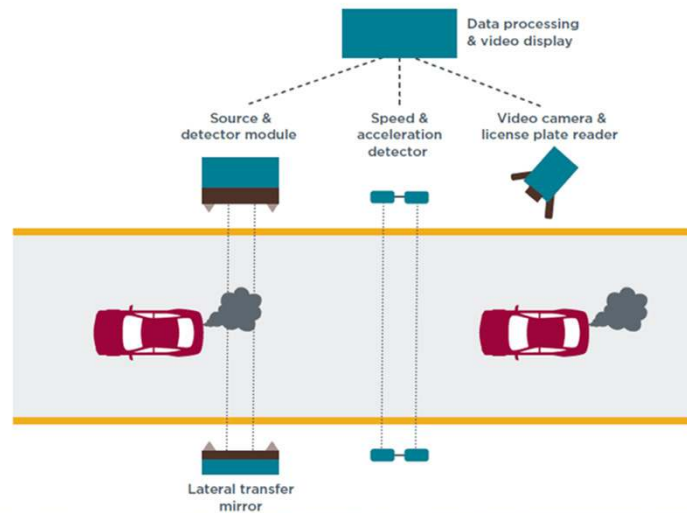 Data processing
& video display
Source &
detector module
Speed &
acceleration
detector
Video camera &
license plate reader
Lateral transfer
mirror